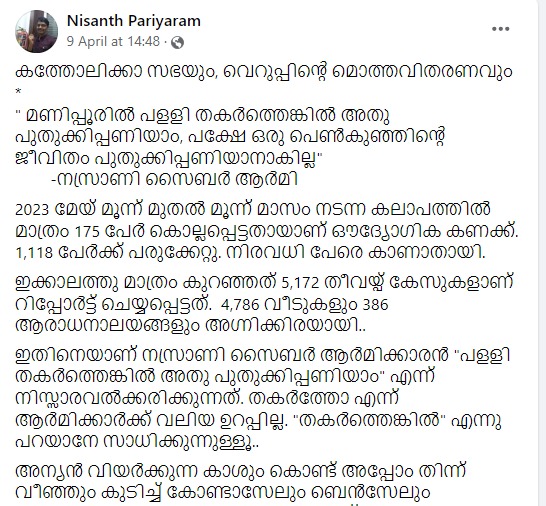 Nisanth Pariyaram
9 April at 14:48 ·
കത്തോലിക്കാ സഭയും, വെറുപ്പിന്റെ മൊത്തവിതരണവും
*
" മണിപ്പൂരിൽ പളളി തകർത്തെങ്കിൽ അതു
പുതുക്കിപ്പണിയാം, പക്ഷേ ഒരു പെൺകുഞ്ഞിന്റെ
ജീവിതം പുതുക്കിപ്പണിയാനാകില്ല"
-നസ്രാണി സൈബർ ആർമി
2023 മേയ് മൂന്ന് മുതൽ മൂന്ന് മാസം നടന്ന കലാപത്തിൽ
മാത്രം 175 പേർ കൊല്ലപ്പെട്ടതായാണ് ഔദ്യോഗിക കണക്ക്.
1,118 പേർക്ക് പരുക്കേറ്റു. നിരവധി പേരെ കാണാതായി.
ഇക്കാലത്തു മാത്രം കുറഞ്ഞത് 5,172 തീവയ്പ് കേസുകളാണ്
റിപ്പോർട്ട് ചെയ്യപ്പെട്ടത്. 4,786 വീടുകളും 386
ആരാധനാലയങ്ങളും അഗ്നിക്കിരയായി..
ഇതിനെയാണ് നസ്രാണി സൈബർ ആർമിക്കാരൻ "പളളി
തകർത്തെങ്കിൽ അതു പുതുക്കിപ്പണിയാം" എന്ന്
നിസ്സാരവൽക്കരിക്കുന്നത്. തകർത്തോ എന്ന്
ആർമിക്കാർക്ക് വലിയ ഉറപ്പില്ല. "തകർത്തെങ്കിൽ" എന്നു
പറയാനേ സാധിക്കുന്നുള്ളൂ..
അന്യൻ വിയർക്കുന്ന കാശും കൊണ്ട് അപ്പോം തിന്ന്
വീഞ്ഞും കുടിച്ച് കോണ്ടാസേലും ബെൻസേലും